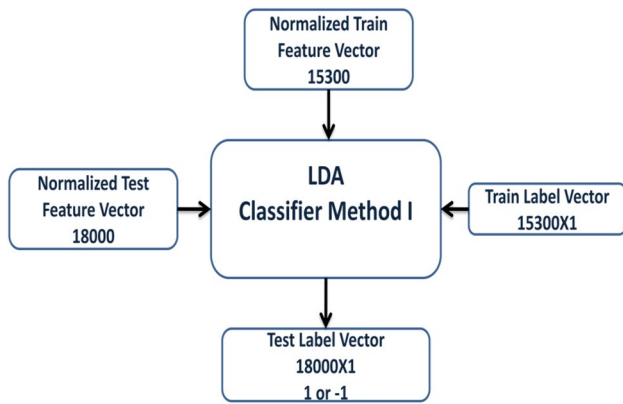 Normalized Train
Feature Vector
15300
LDA
Classifier Method I
Normalized Test
Feature Vector
18000
Train Label Vector
15300X1
Test Label Vector
18000X1
1 or -1